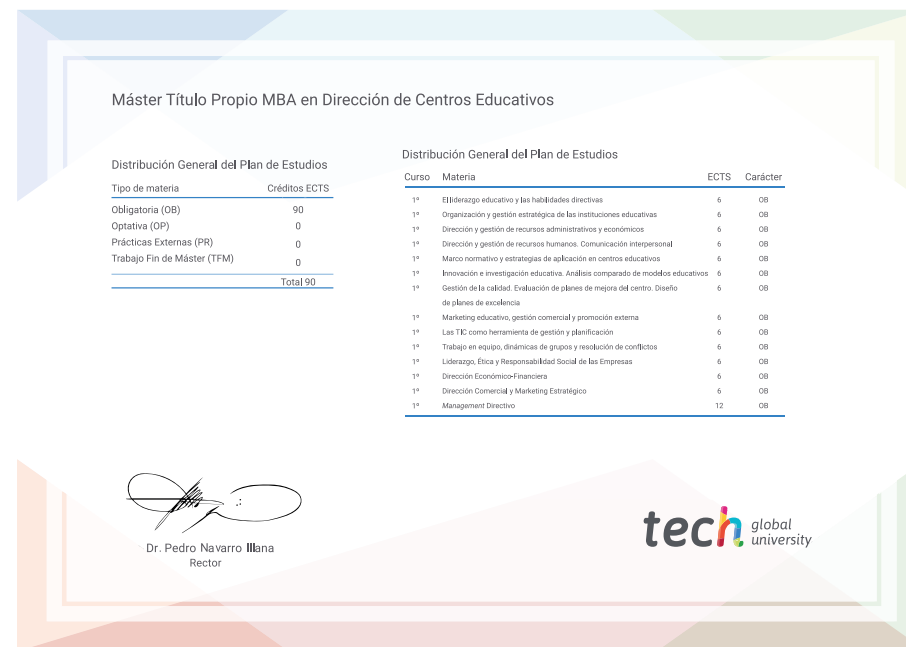 Máster Título Propio MBA en Dirección de Centros Educativos
Distribución General del Plan de Estudios
Tipo de materia Créditos ECTS
Obligatoria (OB) 90
Optativa (OP) 0
Prácticas Externas (PR) 0
Trabajo Fin de Máster (TFM) 0
Total 90
Distribución General del Plan de Estudios
Curso Materia ECTS Carácter
1º El liderazgo educativo y las habilidades directivas 6 OB
1º Organización y gestión estratégica de las instituciones educativas 6 OB
1º Dirección y gestión de recursos administrativos y económicos 6 OB
1º Dirección y gestión de recursos humanos. Comunicación interpersonal 6 OB
1º Marco normativo y estrategias de aplicación en centros educativos 6 OB
1º Innovación e investigación educativa. Análisis comparado de modelos educativos 6 OB
1º Gestión de la calidad. Evaluación de planes de mejora del centro. Diseño 6 OB
de planes de excelencia
1º Marketing educativo, gestión comercial y promoción externa 6 OB
1º Las TIC como herramienta de gestión y planificación 6 OB
1º Trabajo en equipo, dinámicas de grupos y resolución de conflictos 6 OB
1º Liderazgo, Ética y Responsabilidad Social de las Empresas 6 OB
1º Dirección Económico-Financiera 6 OB
1º Dirección Comercial y Marketing Estratégico 6 OB
1º Management Directivo 12 OB
Dr. Pedro Navarro Illana
Rector
tech global
university